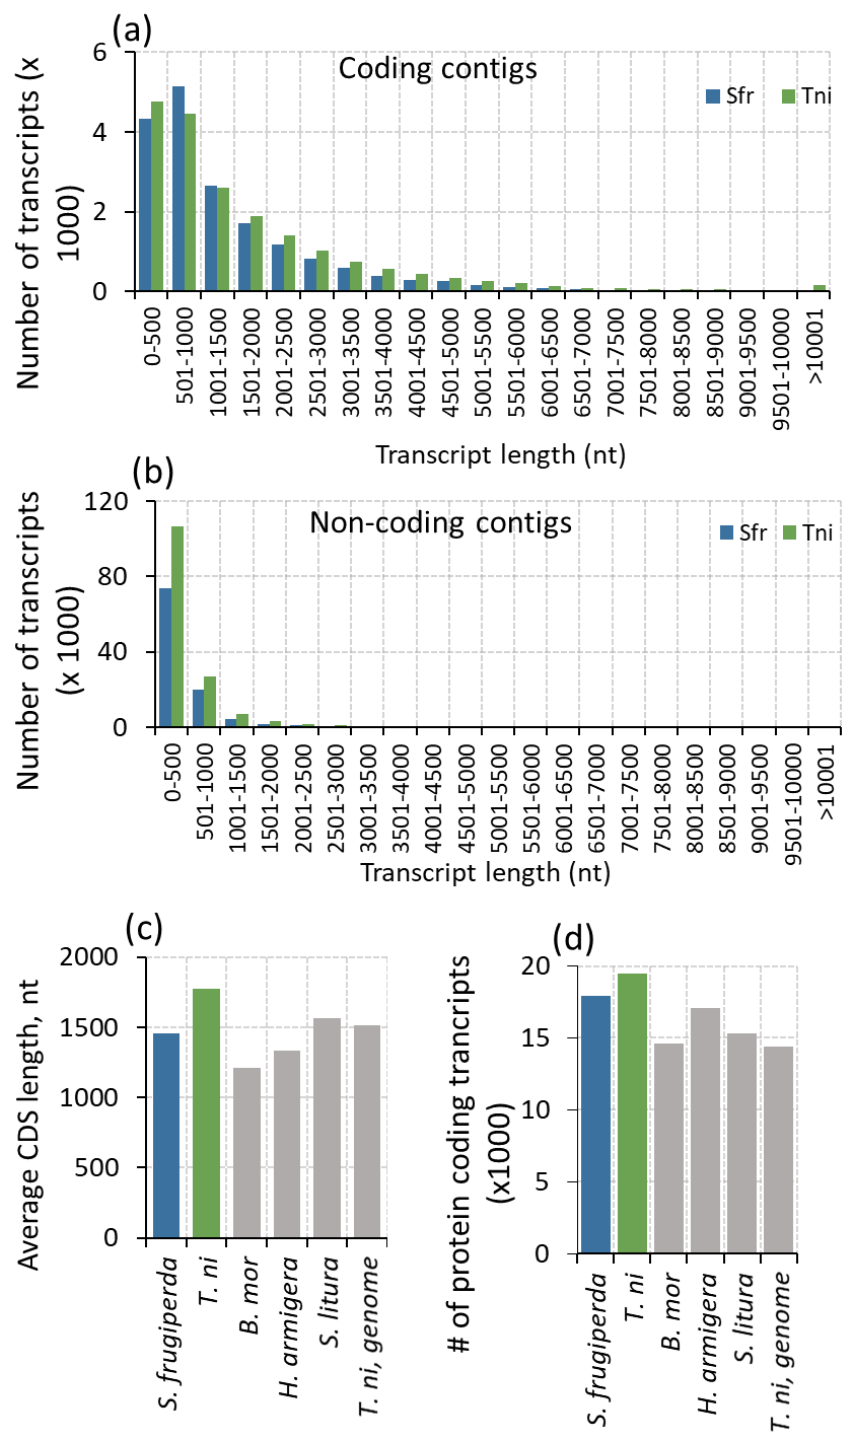 (a)
Coding contigs
Sfr Tni
Number of transcripts (x
1000)
6
4
2
0
0-500
501-1000
1001-1500
1501-2000
2001-2500
2501-3000
3001-3500
3501-4000
4001-4500
4501-5000
5001-5500
5501-6000
6001-6500
6501-7000
7001-7500
7501-8000
8001-8500
8501-9000
9001-9500
9501-10000
>10001
Transcript length (nt)
(b)
Non-coding contigs
Sfr Tni
Number of transcripts
(x 1000)
120
80
40
0
0-500
501-1000
1001-1500
1501-2000
2001-2500
2501-3000
3001-3500
3501-4000
4001-4500
4501-5000
5001-5500
5501-6000
6001-6500
6501-7000
7001-7500
7501-8000
8001-8500
8501-9000
9001-9500
9501-10000
>10001
Transcript length (nt)
(c)
Average CDS length, nt
2000
1500
1000
500
0
S. frugiperda
T. ni
B. mor
H. armigera
S. litura
T. ni, genome
(d)
# of protein coding trancripts
(x1000)
20
15
10
5
0
S. frugiperda
T. ni
B. mor
H. armigera
S. litura
T. ni, genome